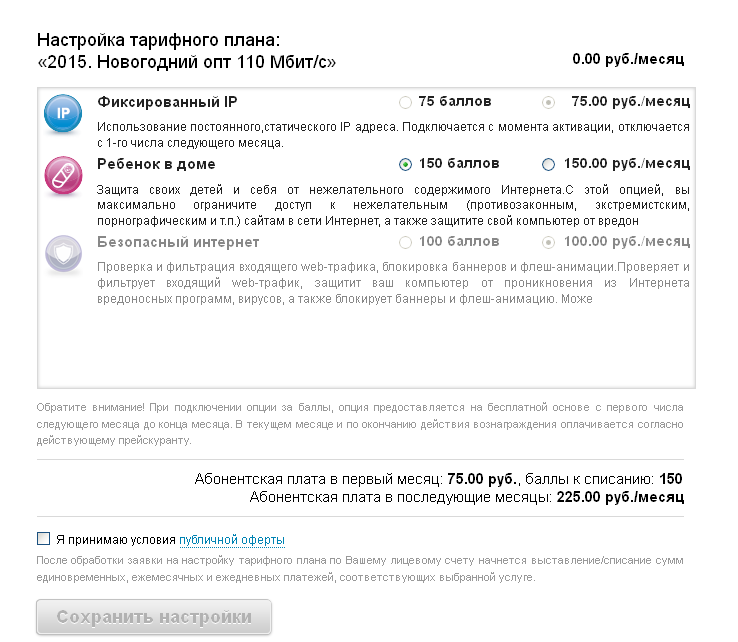 Настройка тарифного плана:
«2015. Новогодний опт 110 Мбит/с»
0.00 руб./месяц
IP
Фиксированный IP 75 баллов 75.00 руб./месяц
Использование постоянного,статического IP адреса. Подключается с момента активации, отключается
с 1-го числа следующего месяца.
Ребенок в доме 150 баллов 150.00 руб./месяц
Защита своих детей и себя от нежелательного содержимого Интернета.С этой опцией, вы
максимально ограничите доступ к нежелательным (противозаконным, экстремистским,
порнографическим и т.п.) сайтам в сети Интернет, а также защитите свой компьютер от вредон
Безопасный интернет 100 баллов 100.00 руб./месяц
Проверка и фильтрация входящего web-трафика, блокировка баннеров и флеш-анимации.Проверяет и
фильтрует входящий web-трафик, защитит ваш компьютер от проникновения из Интернета
вредоносных программ, вирусов, а также блокирует баннеры и флеш-анимацию. Може
Обратите внимание! При подключении опции за баллы, опция предоставляется на бесплатной основе с первого числа
следующего месяца до конца месяца. В текущем месяце и по окончанию действия вознаграждения оплачивается согласно
действующему прейскуранту.
Абонентская плата в первый месяц: 75.00 руб., баллы к списанию: 150
Абонентская плата в последующие месяцы: 225.00 руб./месяц
Я принимаю условия публичной оферты
После обработки заявки на настройку тарифного плана по Вашему лицевому счету начнется выставление/списание сумм
единовременных, ежемесячных и ежедневных платежей, соответствующих выбранной услуге.
Сохранить настройки